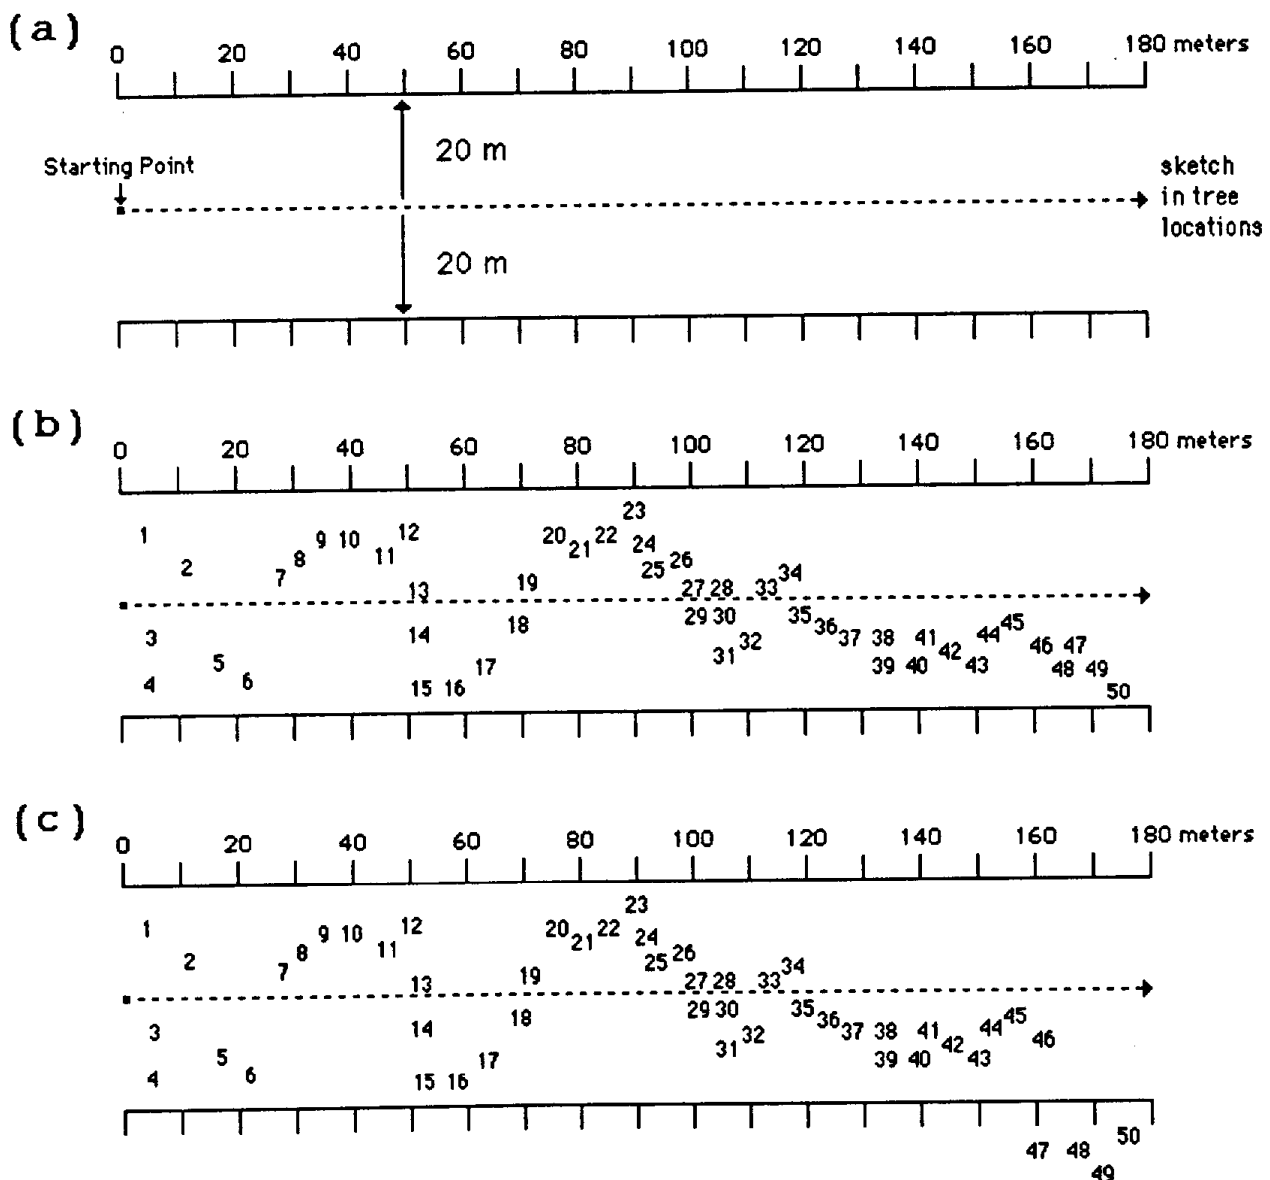 (a)
0 20 40 60 80 100 120 140 160 180 meters
20 m
Starting Point
sketch
in tree
locations
20 m
(b)
0 20 40 60 80 100 120 140 160 180 meters
23
1 9 10 12 20 22
11 21 24
2 8 25 26
7 34
13 19 27 28 33
3 14 18 29 30 35 36 37 38 41 44 45
5 17 31 32 39 40 42 43 46 47
4 6 15 16 48 49
50
(c)
0 20 40 60 80 100 120 140 160 180 meters
23
1 9 10 12 20 22
11 21 24
2 8 25 26
7 34
13 19 27 28 33
3 14 18 29 30 35 36 37 38 41 44 45
5 17 31 32 39 40 42 43 46
4 6 15 16
50
47 48
49